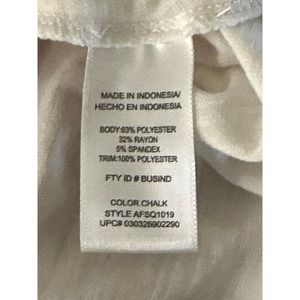 MADE IN INDONESIA/
HECHO EN INDONESIA
BODY:63% POLYESTER
32% RAYON
5% SPANDEX
TRIM:100% POLYESTER
FTY ID # BUSIND
COLOR CHALK
STYLE AFSQ1019
UPC# 030326902290